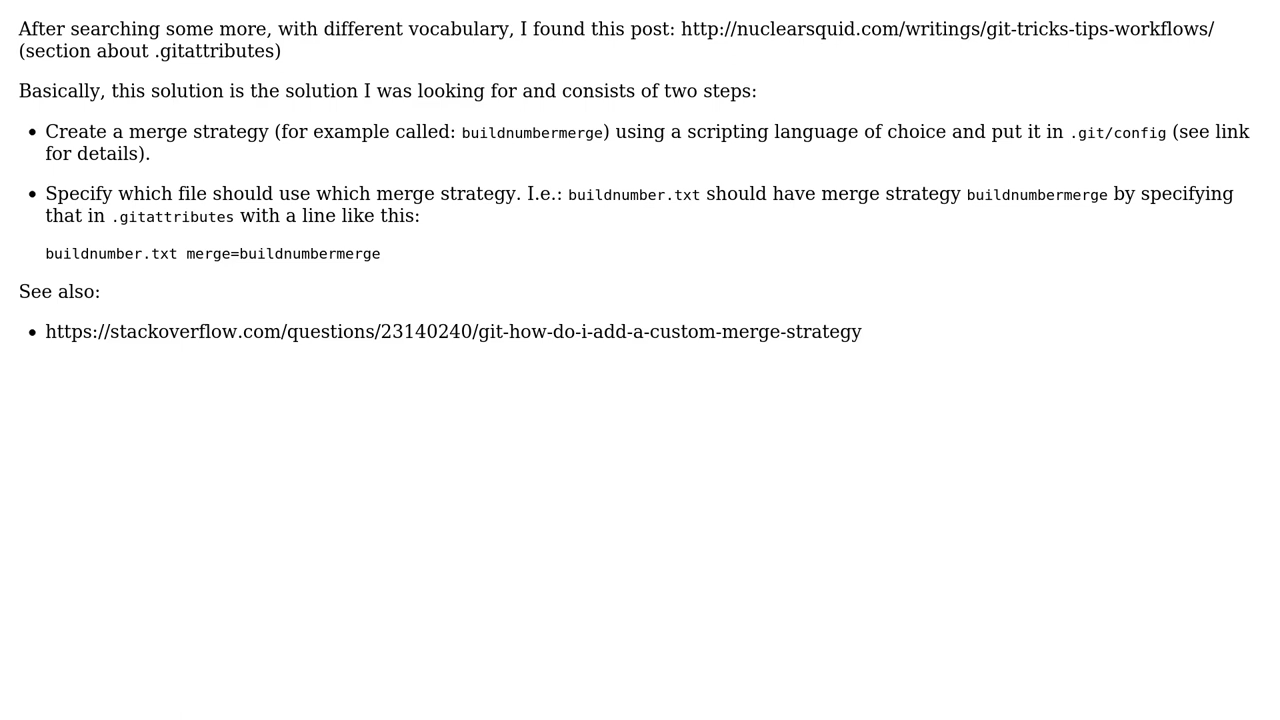 After searching some more, with different vocabulary, I found this post: http://nuclearsquid.com/writings/git-tricks-tips-workflows/
(section about .gitattributes)
Basically, this solution is the solution I was looking for and consists of two steps:
• Create a merge strategy (for example called: buildnumbermerge) using a scripting language of choice and put it in .git/config (see link
for details).
• Specify which file should use which merge strategy. I.e.: buildnumber.txt should have merge strategy buildnumbermerge by specifying
that in .gitattributes with a line like this:
buildnumber.txt merge=buildnumbermerge
See also:
• https://stackoverflow.com/questions/23140240/git-how-do-i-add-a-custom-merge-strategy